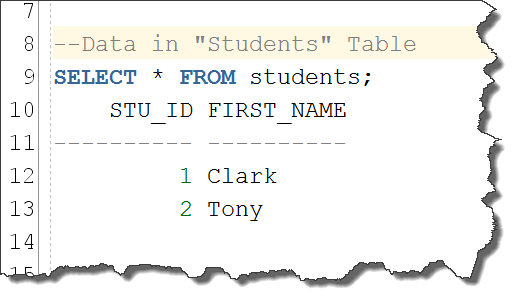 7
8 --Data in "Students" Table
9 SELECT * FROM students;
10     STU_ID FIRST_NAME
11 ---------- ----------
12          1 Clark
13          2 Tony
14
15